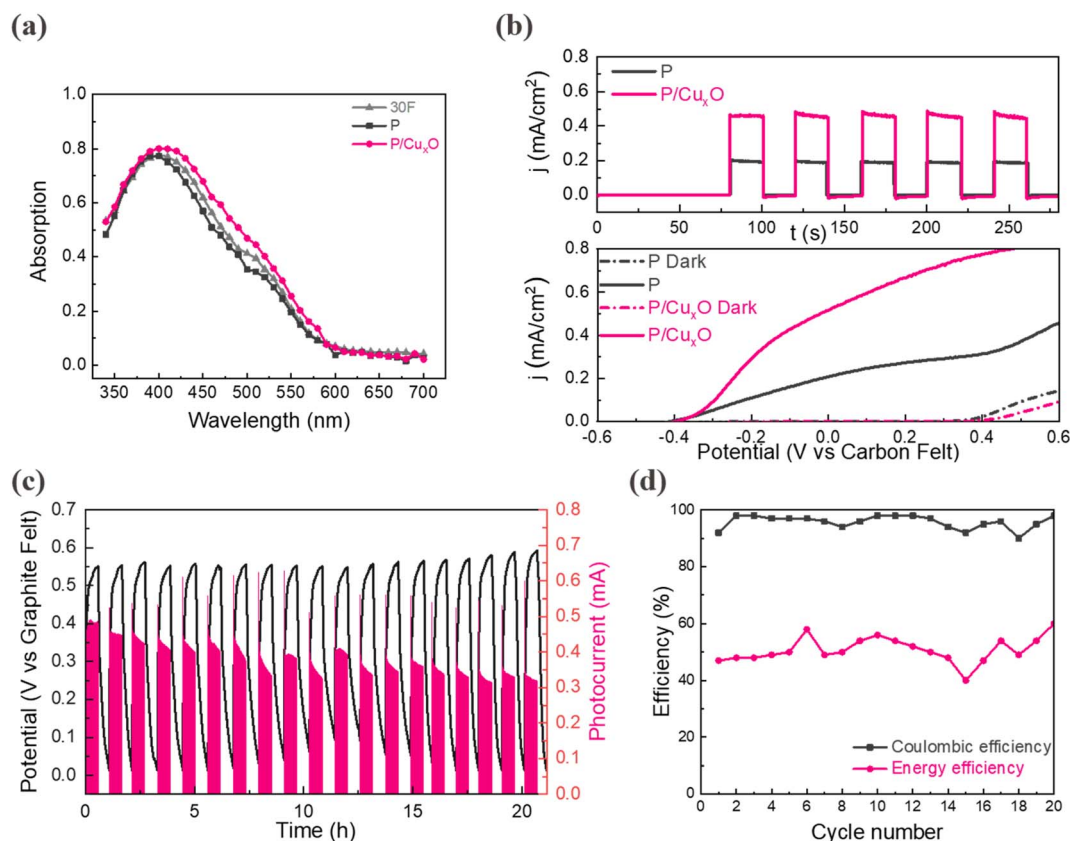 (a)
1.0
0.8
0.6
0.4
0.2
0.0
Absorption
350 400 450 500 550 600 650 700
Wavelength (nm)
30F
P
P/CuxO
(b)
0.8
0.6
0.4
0.2
0.0
j (mA/cm2)
P
P/CuxO
0 50 100 150 200 250
t (s)
0.8
0.6
0.4
0.2
0.0
j (mA/cm2)
P Dark
P
P/CuxO Dark
P/CuxO
-0.6 -0.4 -0.2 0.0 0.2 0.4 0.6
Potential (V vs Carbon Felt)
(c)
0.7
0.6
0.5
0.4
0.3
0.2
0.1
0.0
Potential (V vs Graphite Felt)
0.8
0.7
0.6
0.5
0.4
0.3
0.2
0.1
0.0
Photocurrent (mA)
0 5 10 15 20
Time (h)
(d)
100
80
60
40
20
0
Efficiency (%)
Coulombic efficiency
Energy efficiency
0 2 4 6 8 10 12 14 16 18 20
Cycle number